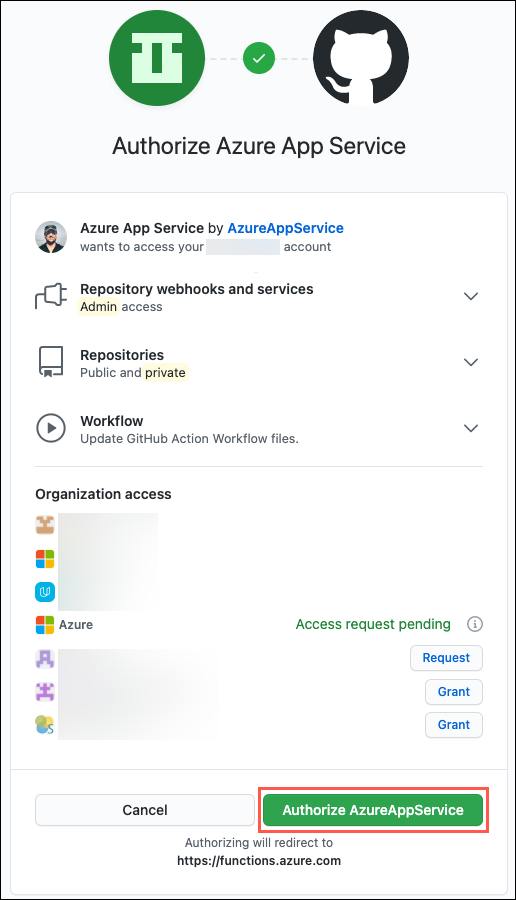 Authorize Azure App Service
Azure App Service by AzureAppService
wants to access your account
Repository webhooks and services
Admin access
Repositories
Public and private
Workflow
Update GitHub Action Workflow files.
Organization access
Azure Access request pending
Request
Grant
Grant
Cancel Authorize AzureAppService
Authorizing will redirect to
https://functions.azure.com